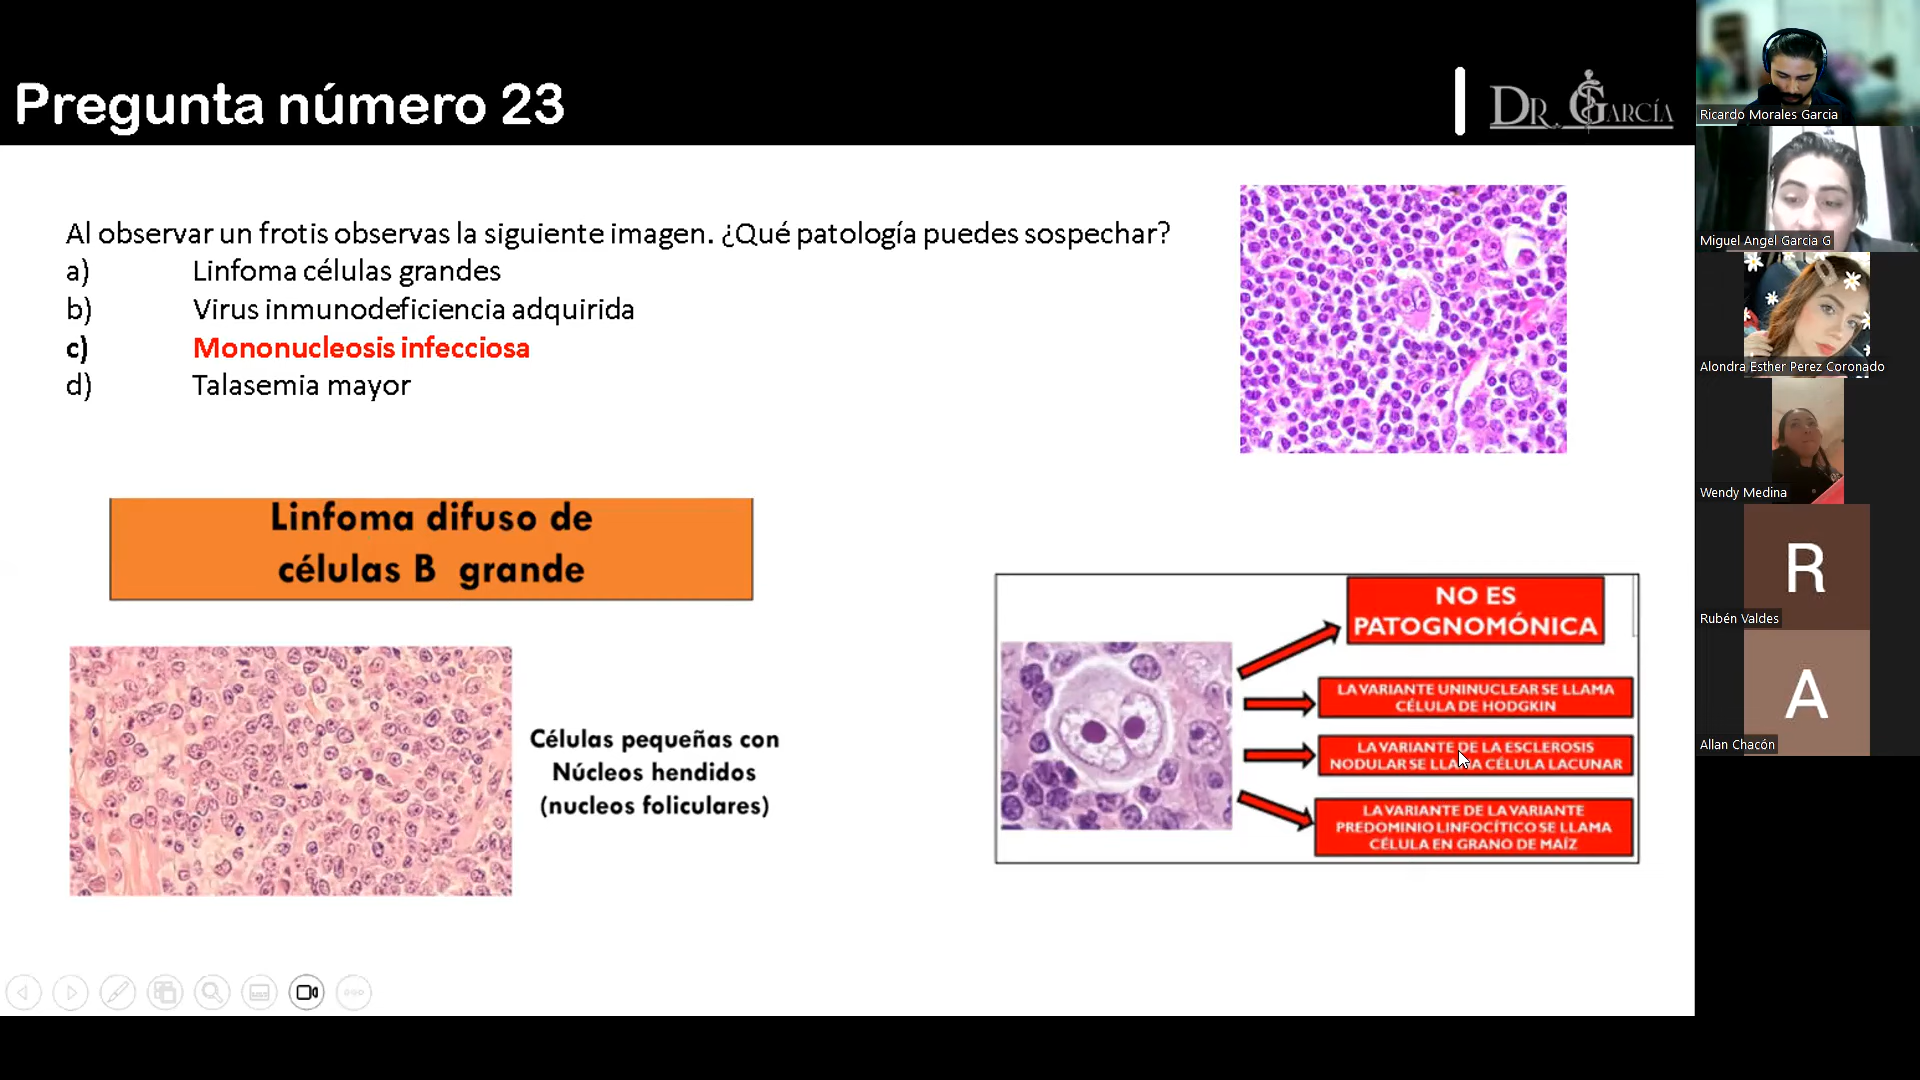 Pregunta número 23
DR. GARCÍA
Al observar un frotis observas la siguiente imagen. ¿Qué patología puedes sospechar?
a) Linfoma células grandes
b) Virus inmunodeficiencia adquirida
c) Mononucleosis infecciosa
d) Talasemia mayor
Linfoma difuso de
células B grande
Células pequeñas con
Núcleos hendidos
(nucleos foliculares)
NO ES
PATOGNOMÓNICA
LA VARIANTE UNINUCLEAR SE LLAMA
CÉLULA DE HODGKIN
LA VARIANTE DE LA ESCLEROSIS
NODULAR SE LLAMA CÉLULA LACUNAR
LA VARIANTE DE LA VARIANTE
PREDOMINIO LINFOCÍTICO SE LLAMA
CÉLULA EN GRANO DE MAÍZ
Ricardo Morales Garcia
Miguel Angel Garcia G
Alondra Esther Perez Coronado
Wendy Medina
R
Rubén Valdes
A
Allan Chacón